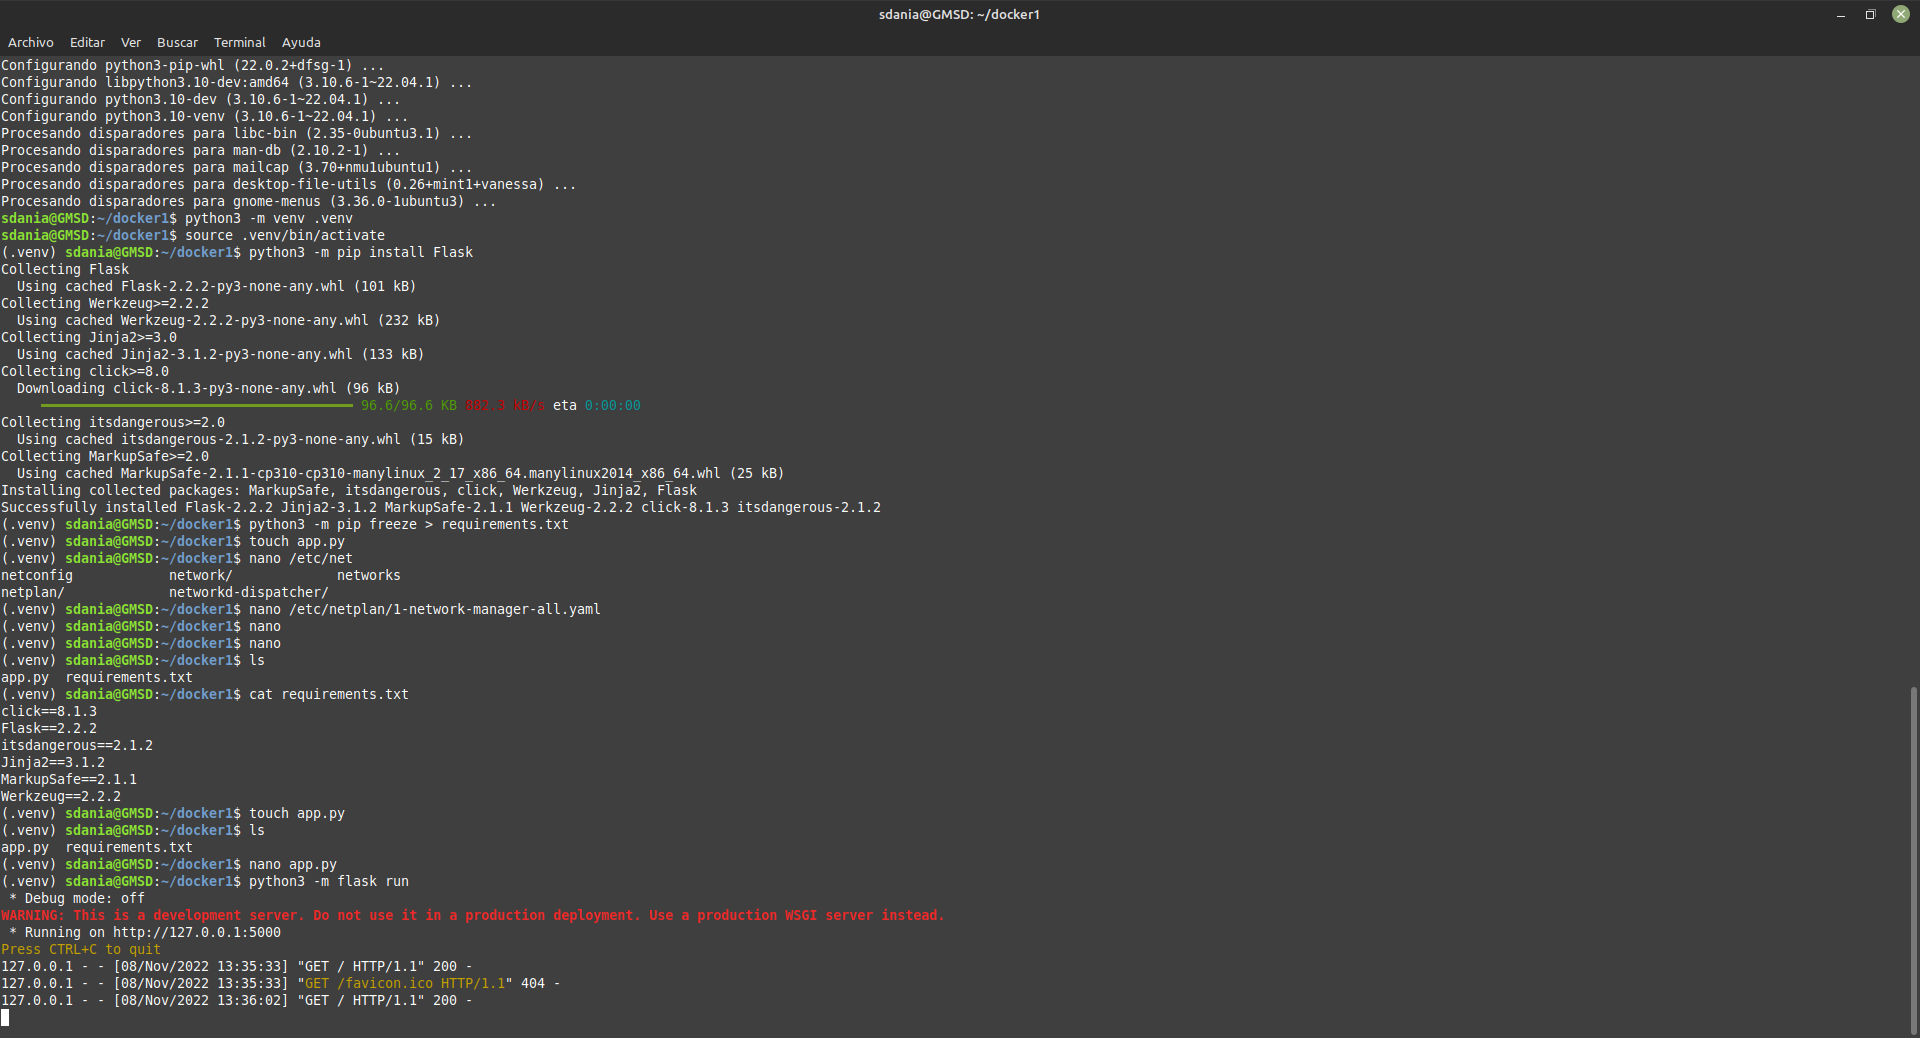 sdania@GMSD: ~/docker1
Archivo Editar Ver Buscar Terminal Ayuda
Configurando python3-pip-whl (22.0.2+dfsg-1) ...
Configurando libpython3.10-dev:amd64 (3.10.6-1~22.04.1) ...
Configurando python3.10-dev (3.10.6-1~22.04.1) ...
Configurando python3.10-venv (3.10.6-1~22.04.1) ...
Procesando disparadores para libc-bin (2.35-0ubuntu3.1) ...
Procesando disparadores para man-db (2.10.2-1) ...
Procesando disparadores para mailcap (3.70+nmu1ubuntu1) ...
Procesando disparadores para desktop-file-utils (0.26+mint1+vanessa) ...
Procesando disparadores para gnome-menus (3.36.0-1ubuntu3) ...
sdania@GMSD:~/docker1$ python3 -m venv .venv
sdania@GMSD:~/docker1$ source .venv/bin/activate
(.venv) sdania@GMSD:~/docker1$ python3 -m pip install Flask
Collecting Flask
  Using cached Flask-2.2.2-py3-none-any.whl (101 kB)
Collecting Werkzeug>=2.2.2
  Using cached Werkzeug-2.2.2-py3-none-any.whl (232 kB)
Collecting Jinja2>=3.0
  Using cached Jinja2-3.1.2-py3-none-any.whl (133 kB)
Collecting click>=8.0
  Downloading click-8.1.3-py3-none-any.whl (96 kB)
96.6/96.6 KB 882.3 kB/s eta 0:00:00
Collecting itsdangerous>=2.0
  Using cached itsdangerous-2.1.2-py3-none-any.whl (15 kB)
Collecting MarkupSafe>=2.0
  Using cached MarkupSafe-2.1.1-cp310-cp310-manylinux_2_17_x86_64.manylinux2014_x86_64.whl (25 kB)
Installing collected packages: MarkupSafe, itsdangerous, click, Werkzeug, Jinja2, Flask
Successfully installed Flask-2.2.2 Jinja2-3.1.2 MarkupSafe-2.1.1 Werkzeug-2.2.2 click-8.1.3 itsdangerous-2.1.2
(.venv) sdania@GMSD:~/docker1$ python3 -m pip freeze > requirements.txt
(.venv) sdania@GMSD:~/docker1$ touch app.py
(.venv) sdania@GMSD:~/docker1$ nano /etc/net
netconfig            network/             networks
netplan/             networkd-dispatcher/
(.venv) sdania@GMSD:~/docker1$ nano /etc/netplan/1-network-manager-all.yaml
(.venv) sdania@GMSD:~/docker1$ nano
(.venv) sdania@GMSD:~/docker1$ nano
(.venv) sdania@GMSD:~/docker1$ ls
app.py  requirements.txt
(.venv) sdania@GMSD:~/docker1$ cat requirements.txt
click==8.1.3
Flask==2.2.2
itsdangerous==2.1.2
Jinja2==3.1.2
MarkupSafe==2.1.1
Werkzeug==2.2.2
(.venv) sdania@GMSD:~/docker1$ touch app.py
(.venv) sdania@GMSD:~/docker1$ ls
app.py  requirements.txt
(.venv) sdania@GMSD:~/docker1$ nano app.py
(.venv) sdania@GMSD:~/docker1$ python3 -m flask run
 * Debug mode: off
WARNING: This is a development server. Do not use it in a production deployment. Use a production WSGI server instead.
 * Running on http://127.0.0.1:5000
Press CTRL+C to quit
127.0.0.1 - - [08/Nov/2022 13:35:33] "GET / HTTP/1.1" 200 -
127.0.0.1 - - [08/Nov/2022 13:35:33] "GET /favicon.ico HTTP/1.1" 404 -
127.0.0.1 - - [08/Nov/2022 13:36:02] "GET / HTTP/1.1" 200 -